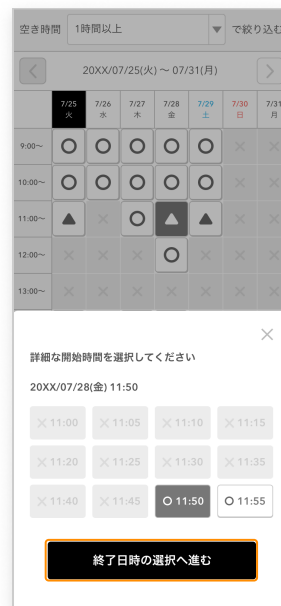 空き時間 1時間以上 ▼ で絞り込む
20XX/07/25(火) ~ 07/31(月)
7/25 7/26 7/27 7/28 7/29 7/30 7/31
火 水 木 金 土 日 月
9:00~ ○ ○ ○ ○ ○ × ×
10:00~ ○ ○ ○ ○ ○ × ×
11:00~ ▲ × ○ ▲ ▲ × ×
12:00~ × × × ○ × × ×
13:00~ × × × × × × ×
×
詳細な開始時間を選択してください
20XX/07/28(金) 11:50
× 11:00 × 11:05 × 11:10 × 11:15
× 11:20 × 11:25 × 11:30 × 11:35
× 11:40 × 11:45 ○ 11:50 ○ 11:55
終了日時の選択へ進む